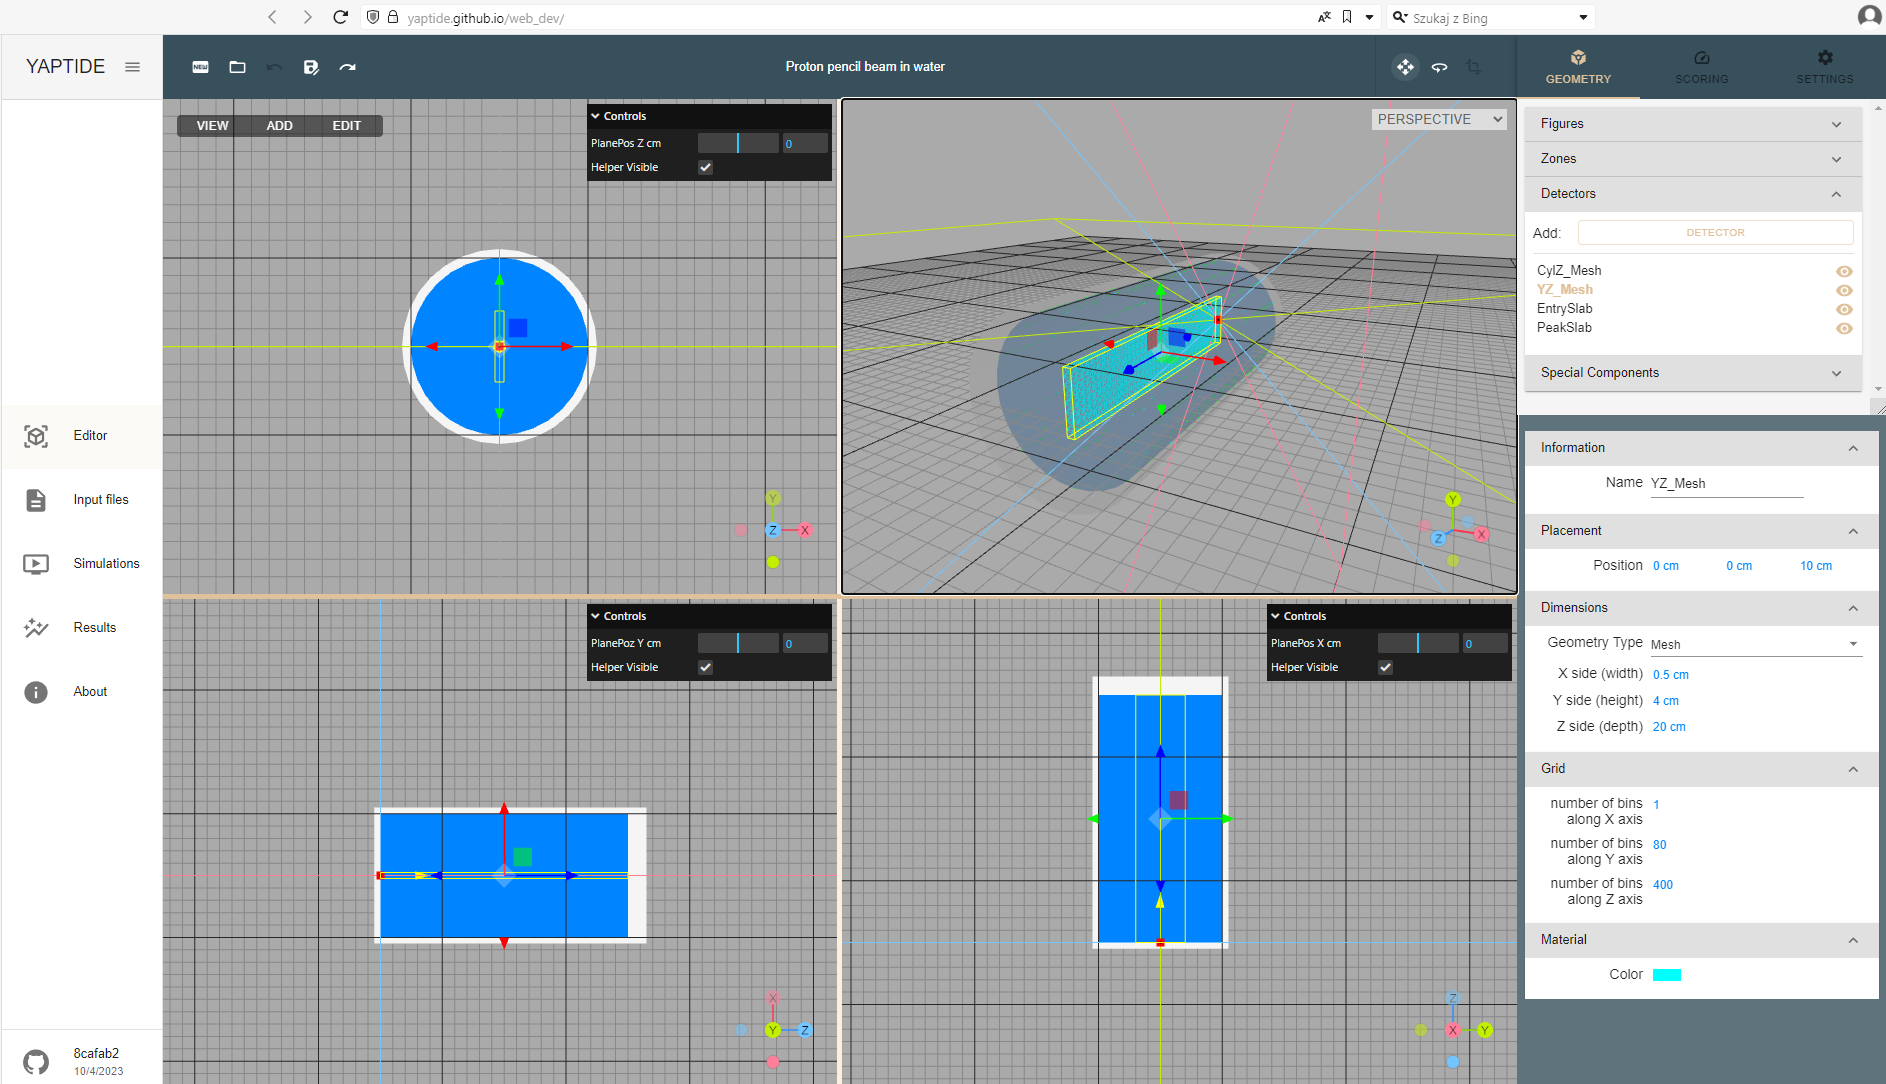 yaptide.github.io/web_dev/
Szukaj z Bing
YAPTIDE
NEW
Proton pencil beam in water
GEOMETRY
SCORING
SETTINGS
VIEW ADD EDIT
Controls
PlanePos Z cm 0
Helper Visible
Y
Z
X
PERSPECTIVE
Y
Z
X
Controls
PlanePoz Y cm 0
Helper Visible
X
Y
Z
Controls
PlanePos X cm 0
Helper Visible
Z
X
Y
Editor
Input files
Simulations
Results
About
8cafab2
10/4/2023
Figures
Zones
Detectors
Add: DETECTOR
CylZ_Mesh
YZ_Mesh
EntrySlab
PeakSlab
Special Components
Information
Name YZ_Mesh
Placement
Position 0 cm 0 cm 10 cm
Dimensions
Geometry Type Mesh
X side (width) 0.5 cm
Y side (height) 4 cm
Z side (depth) 20 cm
Grid
number of bins
along X axis 1
number of bins
along Y axis 80
number of bins
along Z axis 400
Material
Color